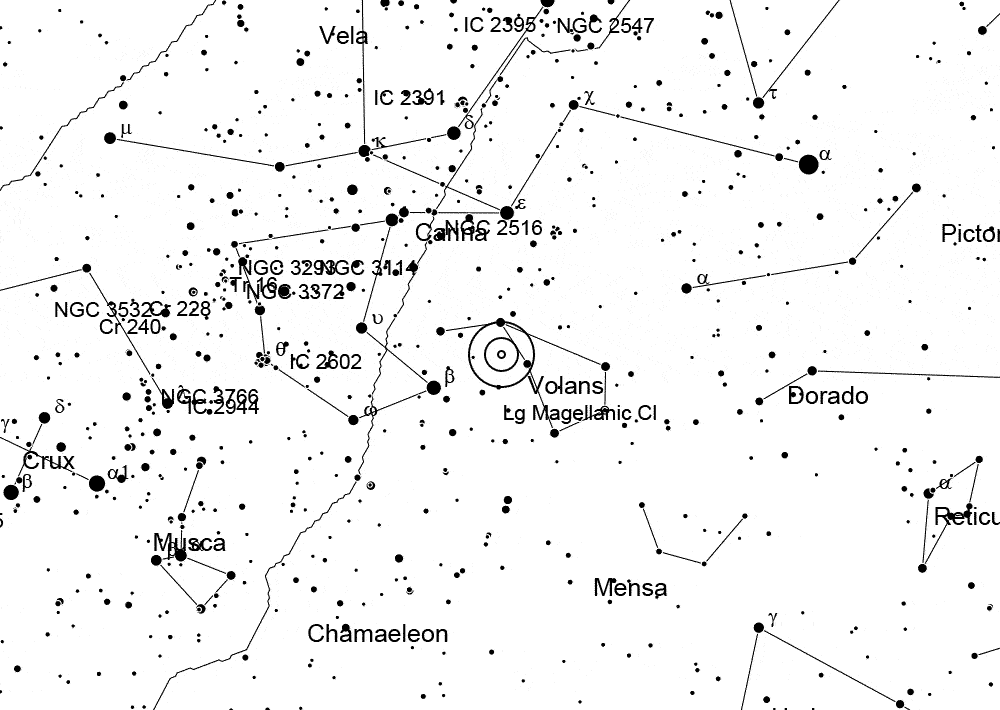 IC 2395
NGC 2547
Vela
τ
IC 2391
χ
δ
μ
κ
α
ε
Carina
NGC 2516
Pictor
NGC 3293
NGC 3114
α
Tr 16
NGC 3372
NGC 3532
Cr 228
υ
Cr 240
θ
IC 2602
β
Volans
Dorado
NGC 3766
IC 2944
ω
Lg Magellanic Cl
δ
γ
Crux
α1
β
α
Reticu
Musca
Mensa
γ
Chamaeleon